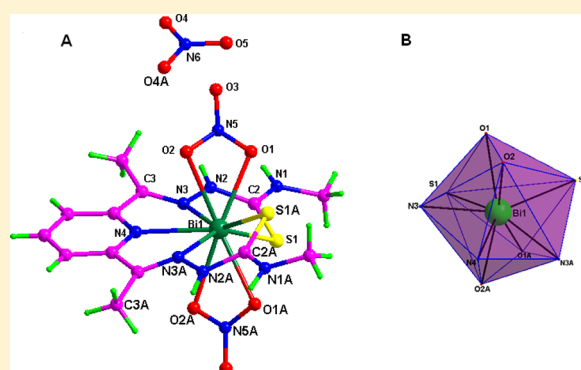 A
O4
O5
N6
O4A
O3
N5
O2
O1
C3
N2
N1
N3
C2
S1A
N4
Bi1
S1
N3A
C2A
N2A
N1A
C3A
O2A
O1A
N5A
B
O1
O2
S1
S
N3
Bi1
O1A
N4
N3A
O2A